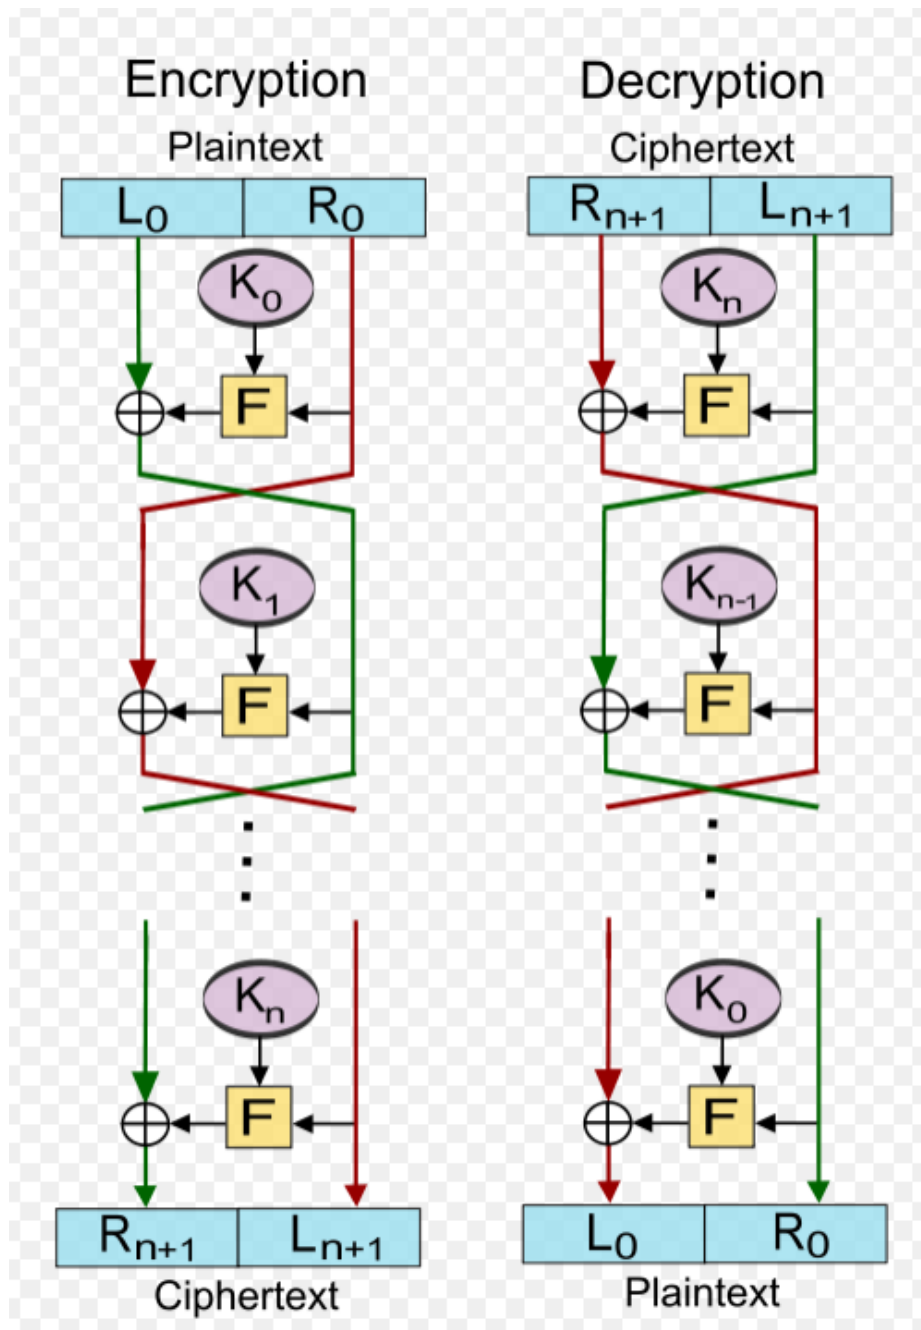 Encryption
Plaintext
L0 R0
K0
F
K1
F
Kn
F
Rn+1 Ln+1
Ciphertext
Decryption
Ciphertext
Rn+1 Ln+1
Kn
F
Kn-1
F
K0
F
L0 R0
Plaintext